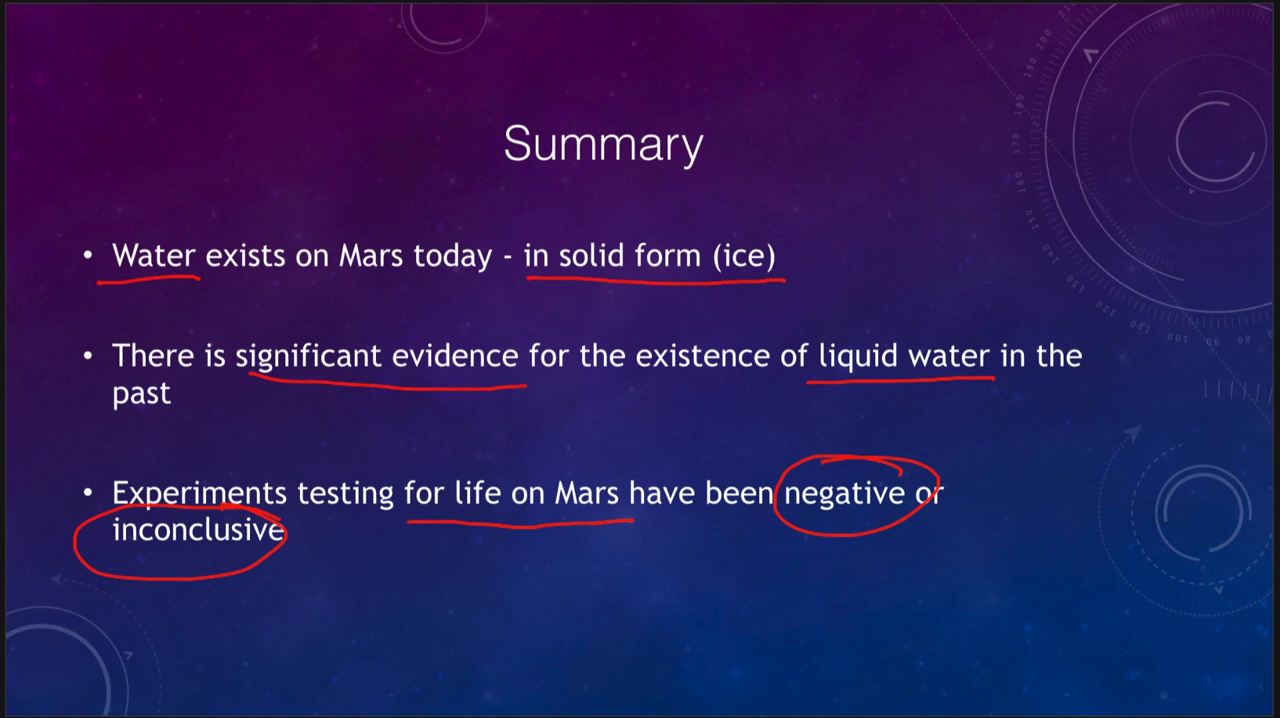 Summary
• Water exists on Mars today - in solid form (ice)
• There is significant evidence for the existence of liquid water in the
past
• Experiments testing for life on Mars have been negative or
inconclusive